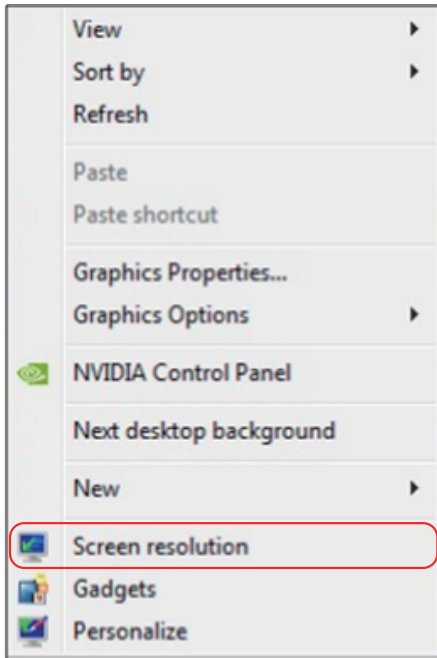 View
Sort by
Refresh
Paste
Paste shortcut
Graphics Properties...
Graphics Options
NVIDIA Control Panel
Next desktop background
New
Screen resolution
Gadgets
Personalize